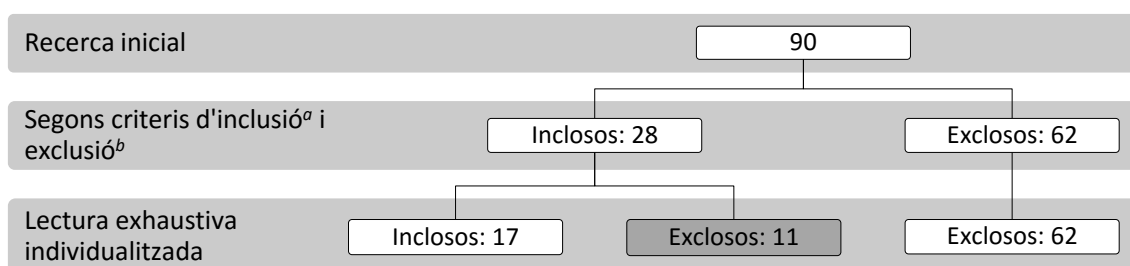 Recerca inicial
90
Segons criteris d'inclusióᵃ i
exclusióᵇ
Inclosos: 28
Exclosos: 62
Lectura exhaustiva
individualitzada
Inclosos: 17
Exclosos: 11
Exclosos: 62